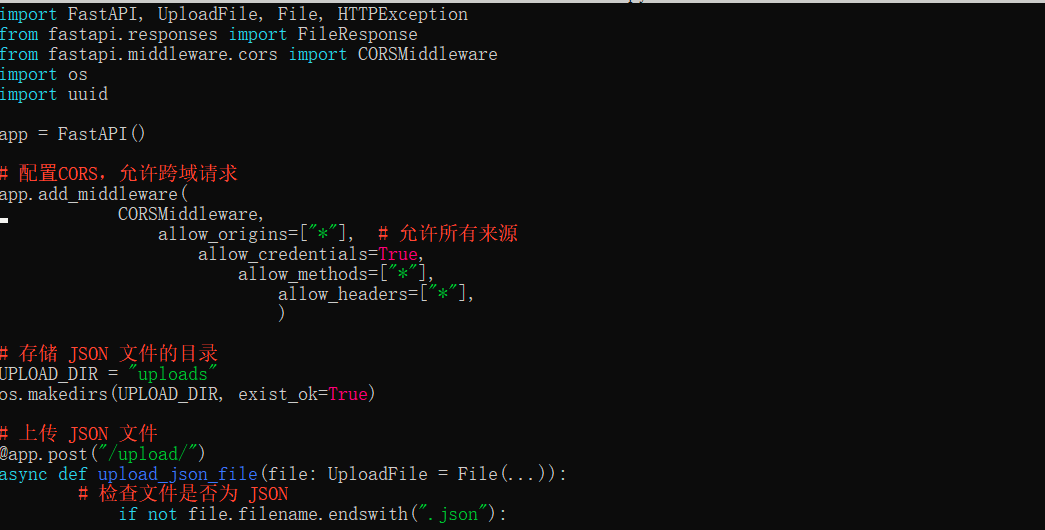 import FastAPI, UploadFile, File, HTTPException
from fastapi.responses import FileResponse
from fastapi.middleware.cors import CORSMiddleware
import os
import uuid
app = FastAPI()
# 配置CORS，允许跨域请求
app.add_middleware(
CORSMiddleware,
allow_origins=["*"],  # 允许所有来源
allow_credentials=True,
allow_methods=["*"],
allow_headers=["*"],
)
# 存储 JSON 文件的目录
UPLOAD_DIR = "uploads"
os.makedirs(UPLOAD_DIR, exist_ok=True)
# 上传 JSON 文件
@app.post("/upload/")
async def upload_json_file(file: UploadFile = File(...)):
# 检查文件是否为 JSON
if not file.filename.endswith(".json"):